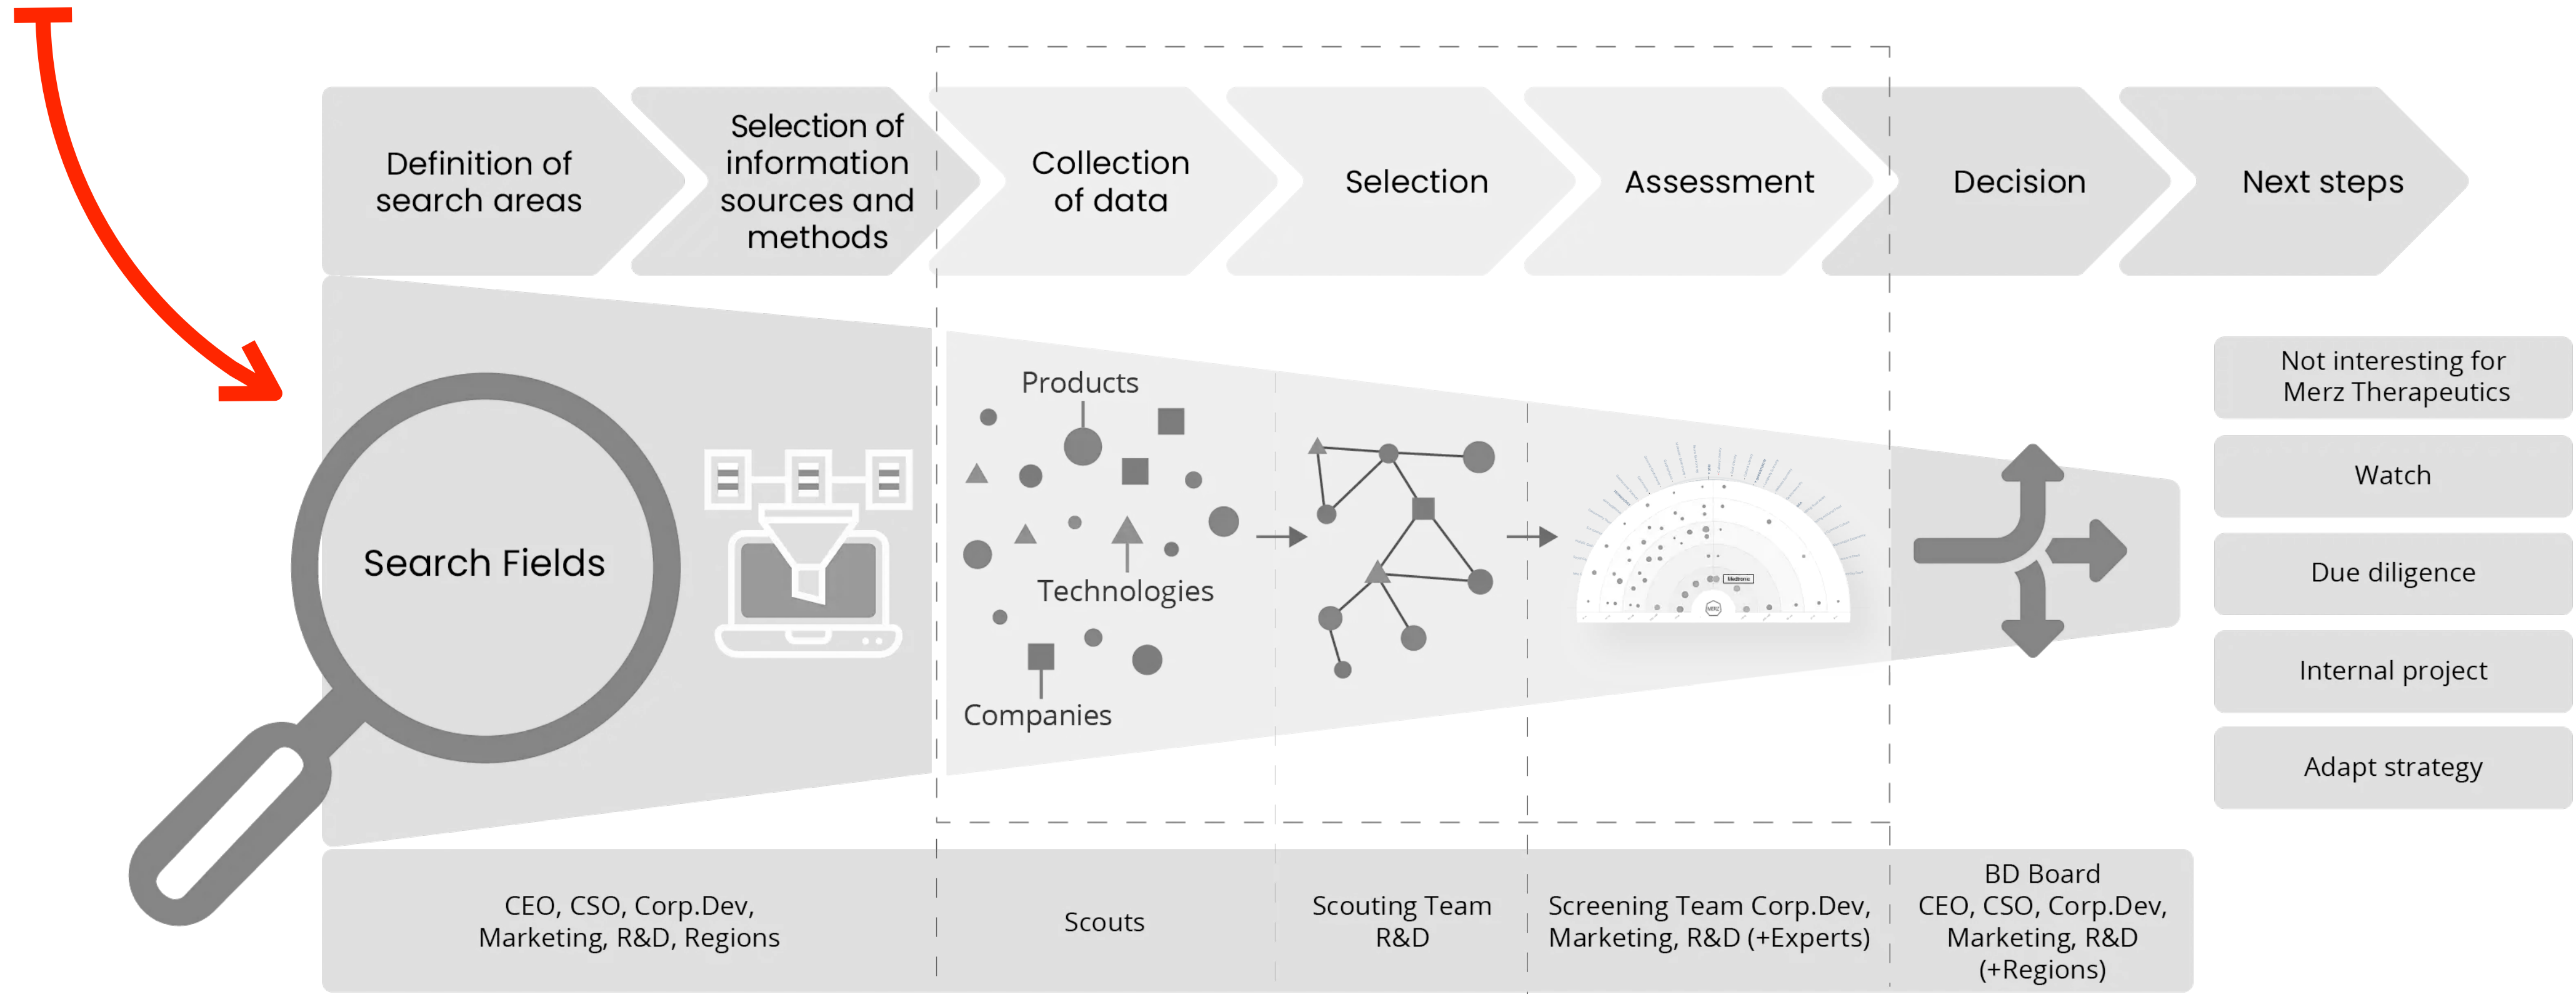 Definition of
search areas
Selection of
information
sources and
methods
Collection
of data
Selection
Assessment
Decision
Next steps
Search Fields
Products
Technologies
Companies
Medtronic
MERZ
Not interesting for
Merz Therapeutics
Watch
Due diligence
Internal project
Adapt strategy
CEO, CSO, Corp.Dev,
Marketing, R&D, Regions
Scouts
Scouting Team
R&D
Screening Team Corp.Dev,
Marketing, R&D (+Experts)
BD Board
CEO, CSO, Corp.Dev,
Marketing, R&D
(+Regions)